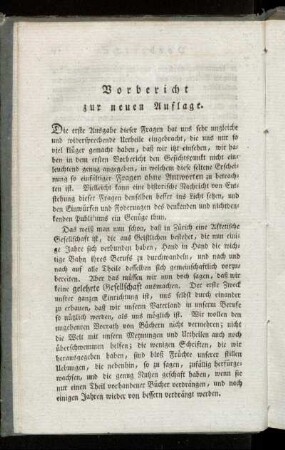 Vorbericht
zur neuen Auflage.
Die erste Ausgabe dieser Fragen hat uns sehr ungleiche
und widersprechende Urtheile eingebracht, die uns nur so
viel klüger gemacht haben, daß wir itzt einsehen, wir ha-
ben in dem ersten Vorbericht den Gesichtspunkt nicht ein-
leuchtend genug angegeben, in welchem diese seltene Erschei-
nung so einfältiger Fragen ohne Antworten zu betrach-
ten ist. Vielleicht kann eine historische Nachricht von Ent-
stehung dieser Fragen dieselben besser ins Licht setzen, und
den Einwürfen und Foderungen des denkenden und nichtden-
kenden Publikums ein Genüge thun.
Das weiß man nun schon, daß in Zürich eine Asketische
Gesellschaft ist, die aus Geistlichen bestehet, die nun eini-
ge Jahre sich verbunden haben, Hand in Hand die wich-
tige Bahn ihres Berufs zu durchwandeln, und nach und
nach auf alle Theile desselben sich gemeinschaftlich vorzu-
bereiten. Aber das müssen wir nun doch bald sagen, daß wir
keine gelehrte Gesellschaft ausmachen. Der erste Zweck
unsrer ganzen Einrichtung ist, uns selbst durch einander
zu erbauen, daß wir unserm Vaterland in unserm Berufe
so nützlich werden, als uns möglich ist. Wir wollen den
ungeheuren Vorrath von Büchern nicht vermehren; nicht
die Welt mit unsern Meynungen und Urtheilen auch noch
überschwemmen helfen; die wenigen Schriften, die wir
herausgegeben haben, sind bloß Früchte unserer stillen
Uebungen, die nebenhin, so zu sagen, zufällig herfürge-
wachsen, und die genug Nutzen geschaft haben, wenn sie
nur einen Theil vorhandener Bücher verdrängen, und nach
einigen Jahren wieder von bessern verdrängt werden.